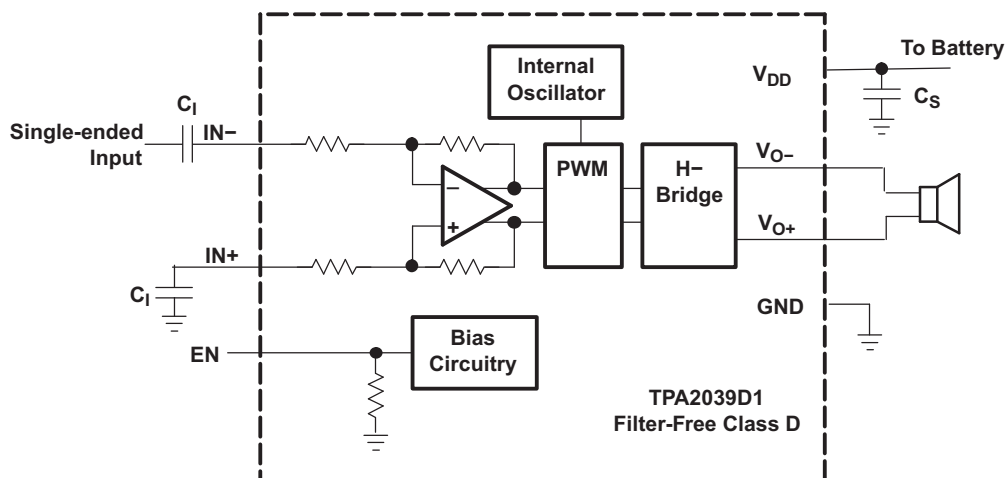 To Battery
Internal
Oscillator
V_DD
C_S
C_I
IN−
Single-ended
Input
PWM
H−
Bridge
V_O−
V_O+
−
+
IN+
C_I
GND
EN
Bias
Circuitry
TPA2039D1
Filter-Free Class D